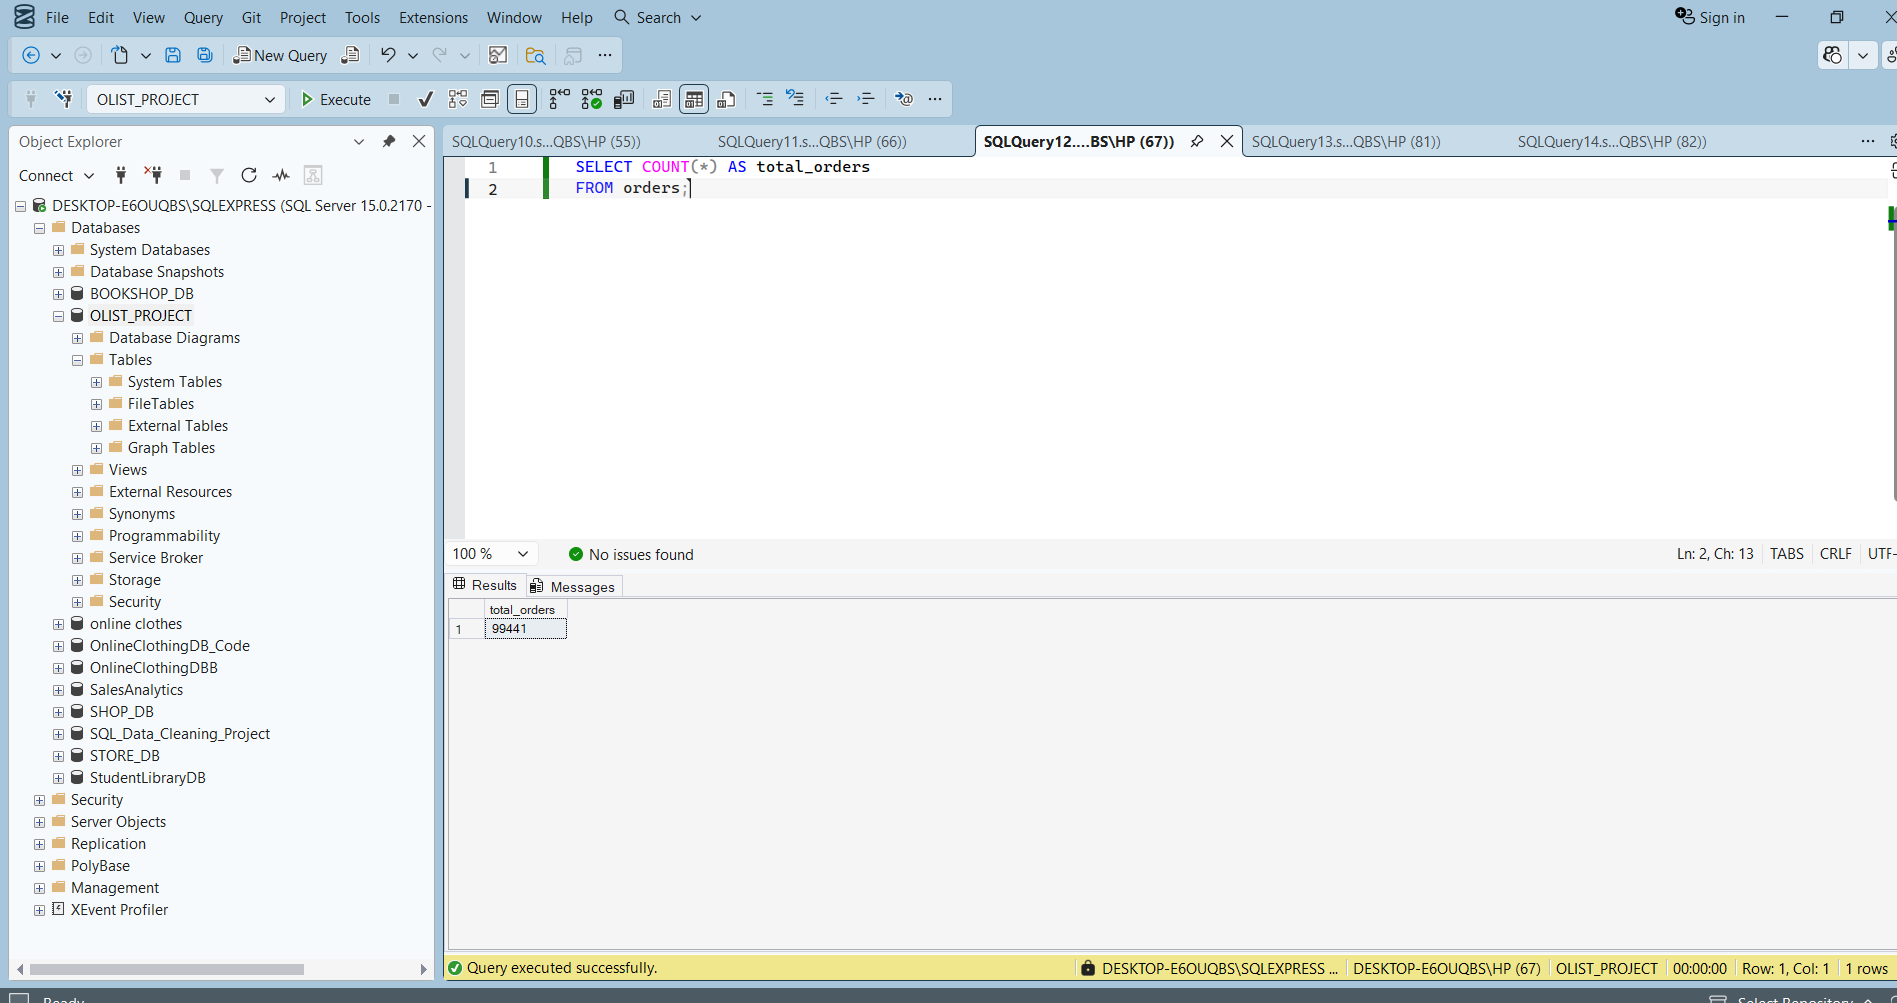 File Edit View Query Git Project Tools Extensions Window Help Search Sign in
New Query
OLIST_PROJECT Execute
Object Explorer
Connect
DESKTOP-E6OUQBS\SQLEXPRESS (SQL Server 15.0.2170 -
Databases
System Databases
Database Snapshots
BOOKSHOP_DB
OLIST_PROJECT
Database Diagrams
Tables
System Tables
FileTables
External Tables
Graph Tables
Views
External Resources
Synonyms
Programmability
Service Broker
Storage
Security
online clothes
OnlineClothingDB_Code
OnlineClothingDBB
SalesAnalytics
SHOP_DB
SQL_Data_Cleaning_Project
STORE_DB
StudentLibraryDB
Security
Server Objects
Replication
PolyBase
Management
XEvent Profiler
SQLQuery10.s...QBS\HP (55)) SQLQuery11.s...QBS\HP (66)) SQLQuery12....BS\HP (67)) SQLQuery13.s...QBS\HP (81)) SQLQuery14.s...QBS\HP (82))
1 SELECT COUNT(*) AS total_orders
2 FROM orders;
100 % No issues found Ln: 2, Ch: 13 TABS CRLF UTF-
Results Messages
total_orders
1 99441
Query executed successfully. DESKTOP-E6OUQBS\SQLEXPRESS ... DESKTOP-E6OUQBS\HP (67) OLIST_PROJECT 00:00:00 Row: 1, Col: 1 1 rows
Ready Select Repository